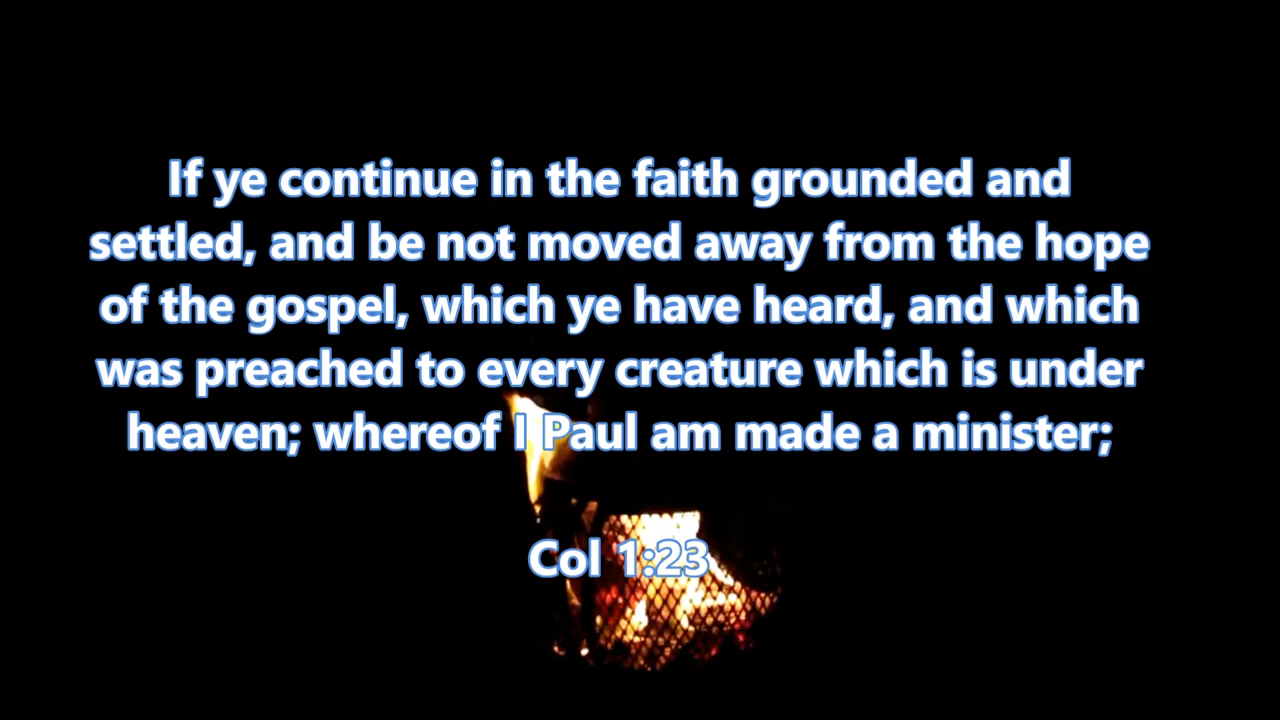 If ye continue in the faith grounded and
settled, and be not moved away from the hope
of the gospel, which ye have heard, and which
was preached to every creature which is under
heaven; whereof I Paul am made a minister;
Col 1:23